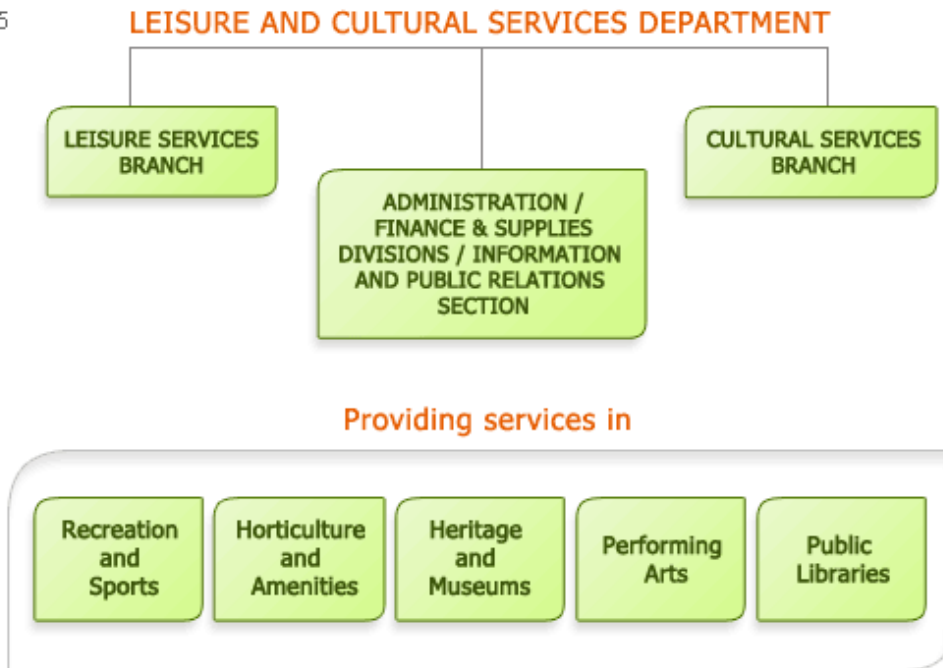 5
LEISURE AND CULTURAL SERVICES DEPARTMENT
LEISURE SERVICES
BRANCH
ADMINISTRATION /
FINANCE & SUPPLIES
DIVISIONS / INFORMATION
AND PUBLIC RELATIONS
SECTION
CULTURAL SERVICES
BRANCH
Providing services in
Recreation
and
Sports
Horticulture
and
Amenities
Heritage
and
Museums
Performing
Arts
Public
Libraries